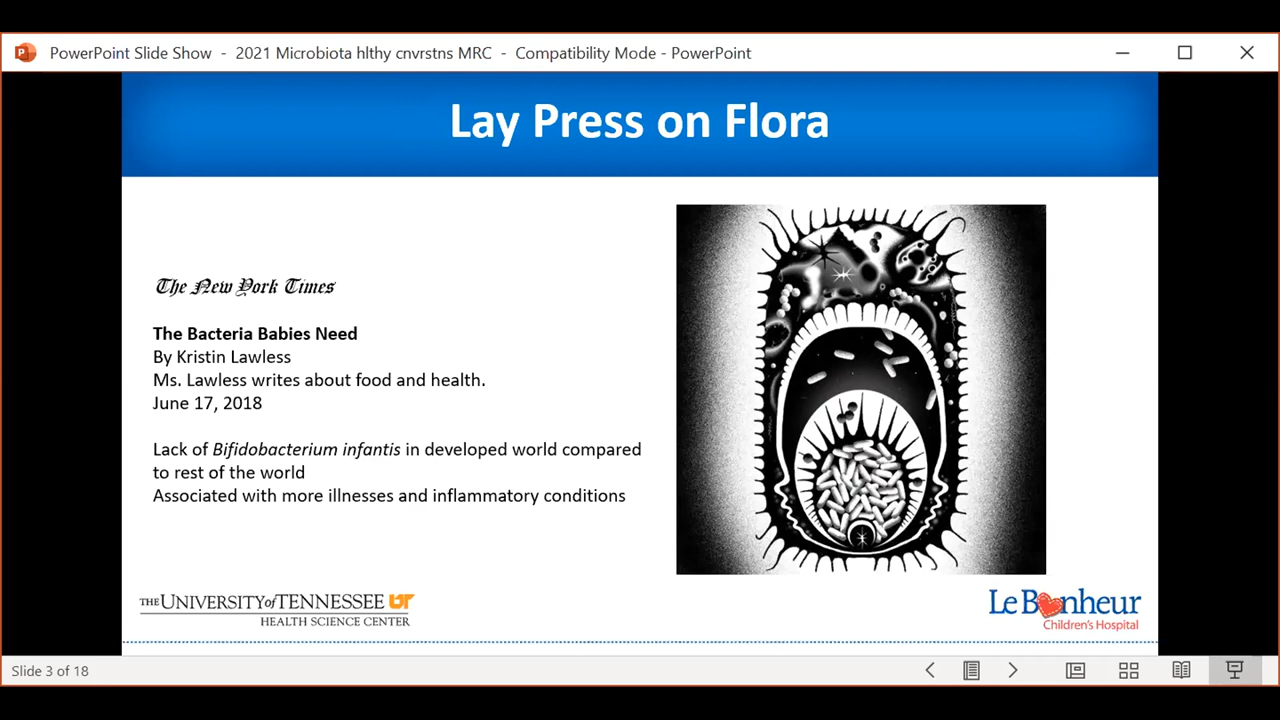 PowerPoint Slide Show - 2021 Microbiota hlthy cnvrstns MRC - Compatibility Mode - PowerPoint
Lay Press on Flora
The New York Times
The Bacteria Babies Need
By Kristin Lawless
Ms. Lawless writes about food and health.
June 17, 2018
Lack of Bifidobacterium infantis in developed world compared
to rest of the world
Associated with more illnesses and inflammatory conditions
THE UNIVERSITY of TENNESSEE UT
HEALTH SCIENCE CENTER
Le Bonheur
Children's Hospital
Slide 3 of 18